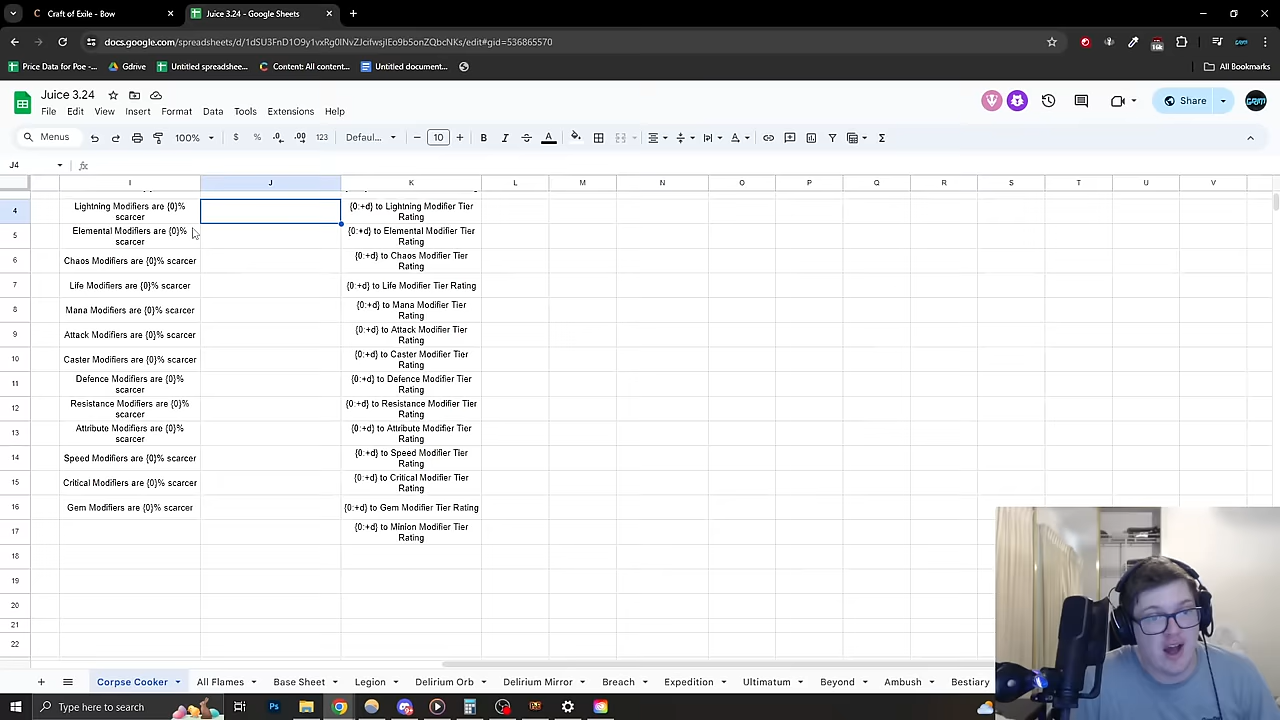 Craft of Exile - Bow
Juice 3.24 - Google Sheets
docs.google.com/spreadsheets/d/1dSU3FnD1O9y1vxRg0lNvZJcifwsjIEo9b5onZQbcNKs/edit#gid=536865570
Price Data for Poe -...
Gdrive
Untitled spreadshee...
Content: All content...
Untitled document...
All Bookmarks
Juice 3.24
File Edit View Insert Format Data Tools Extensions Help
Share
Menus
100%
$ % .0 .00 123
Defaul...
10
B I A
J4
fx
I J K L M N O P Q R S T U V
4 Lightning Modifiers are {0}% scarcer {0:+d} to Lightning Modifier Tier Rating
5 Elemental Modifiers are {0}% scarcer {0:+d} to Elemental Modifier Tier Rating
6 Chaos Modifiers are {0}% scarcer {0:+d} to Chaos Modifier Tier Rating
7 Life Modifiers are {0}% scarcer {0:+d} to Life Modifier Tier Rating
8 Mana Modifiers are {0}% scarcer {0:+d} to Mana Modifier Tier Rating
9 Attack Modifiers are {0}% scarcer {0:+d} to Attack Modifier Tier Rating
10 Caster Modifiers are {0}% scarcer {0:+d} to Caster Modifier Tier Rating
11 Defence Modifiers are {0}% scarcer {0:+d} to Defence Modifier Tier Rating
12 Resistance Modifiers are {0}% scarcer {0:+d} to Resistance Modifier Tier Rating
13 Attribute Modifiers are {0}% scarcer {0:+d} to Attribute Modifier Tier Rating
14 Speed Modifiers are {0}% scarcer {0:+d} to Speed Modifier Tier Rating
15 Critical Modifiers are {0}% scarcer {0:+d} to Critical Modifier Tier Rating
16 Gem Modifiers are {0}% scarcer {0:+d} to Gem Modifier Tier Rating
17 {0:+d} to Minion Modifier Tier Rating
18
19
20
21
22
Corpse Cooker All Flames Base Sheet Legion Delirium Orb Delirium Mirror Breach Expedition Ultimatum Beyond Ambush Bestiary
Type here to search